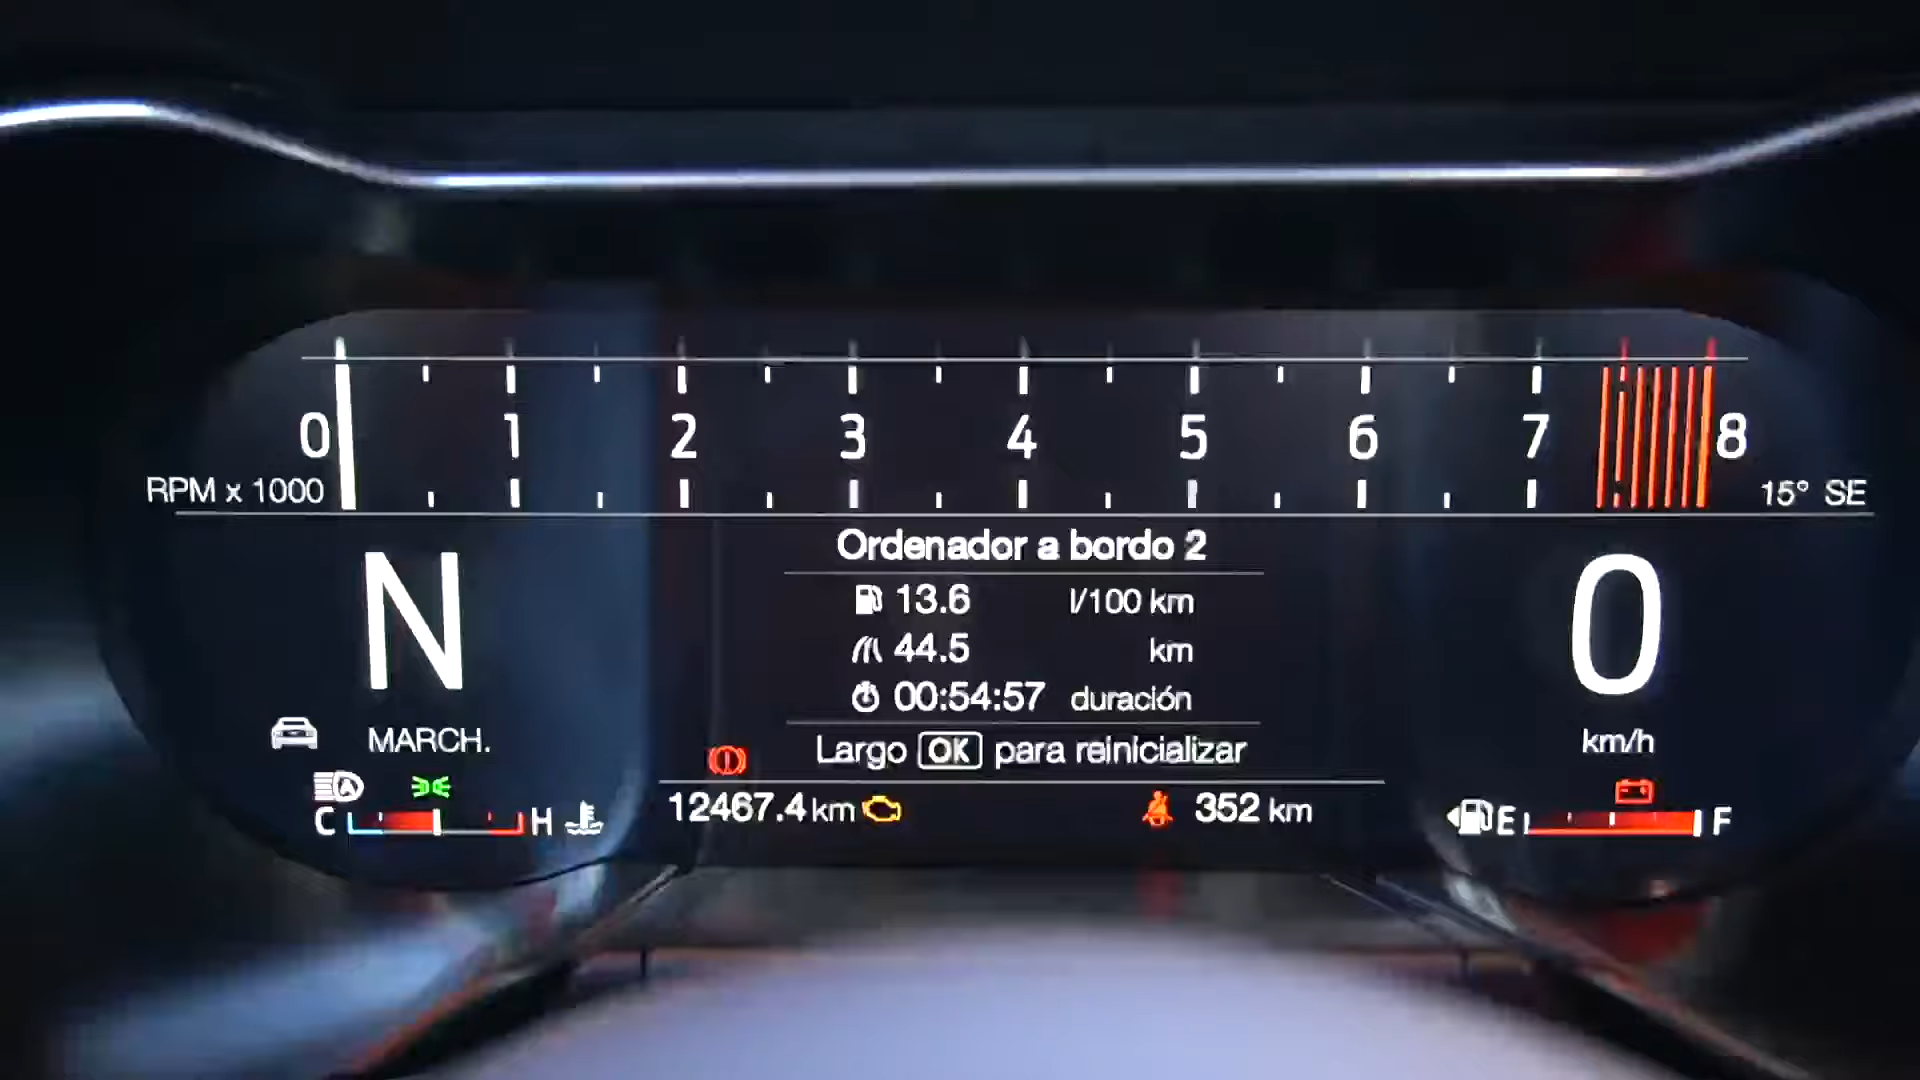 0 1 2 3 4 5 6 7 8
RPM x 1000
15° SE
Ordenador a bordo 2
13.6 l/100 km
44.5 km
00:54:57 duración
Largo OK para reinicializar
N
MARCH.
0
km/h
A
C H
12467.4 km
352 km
E F